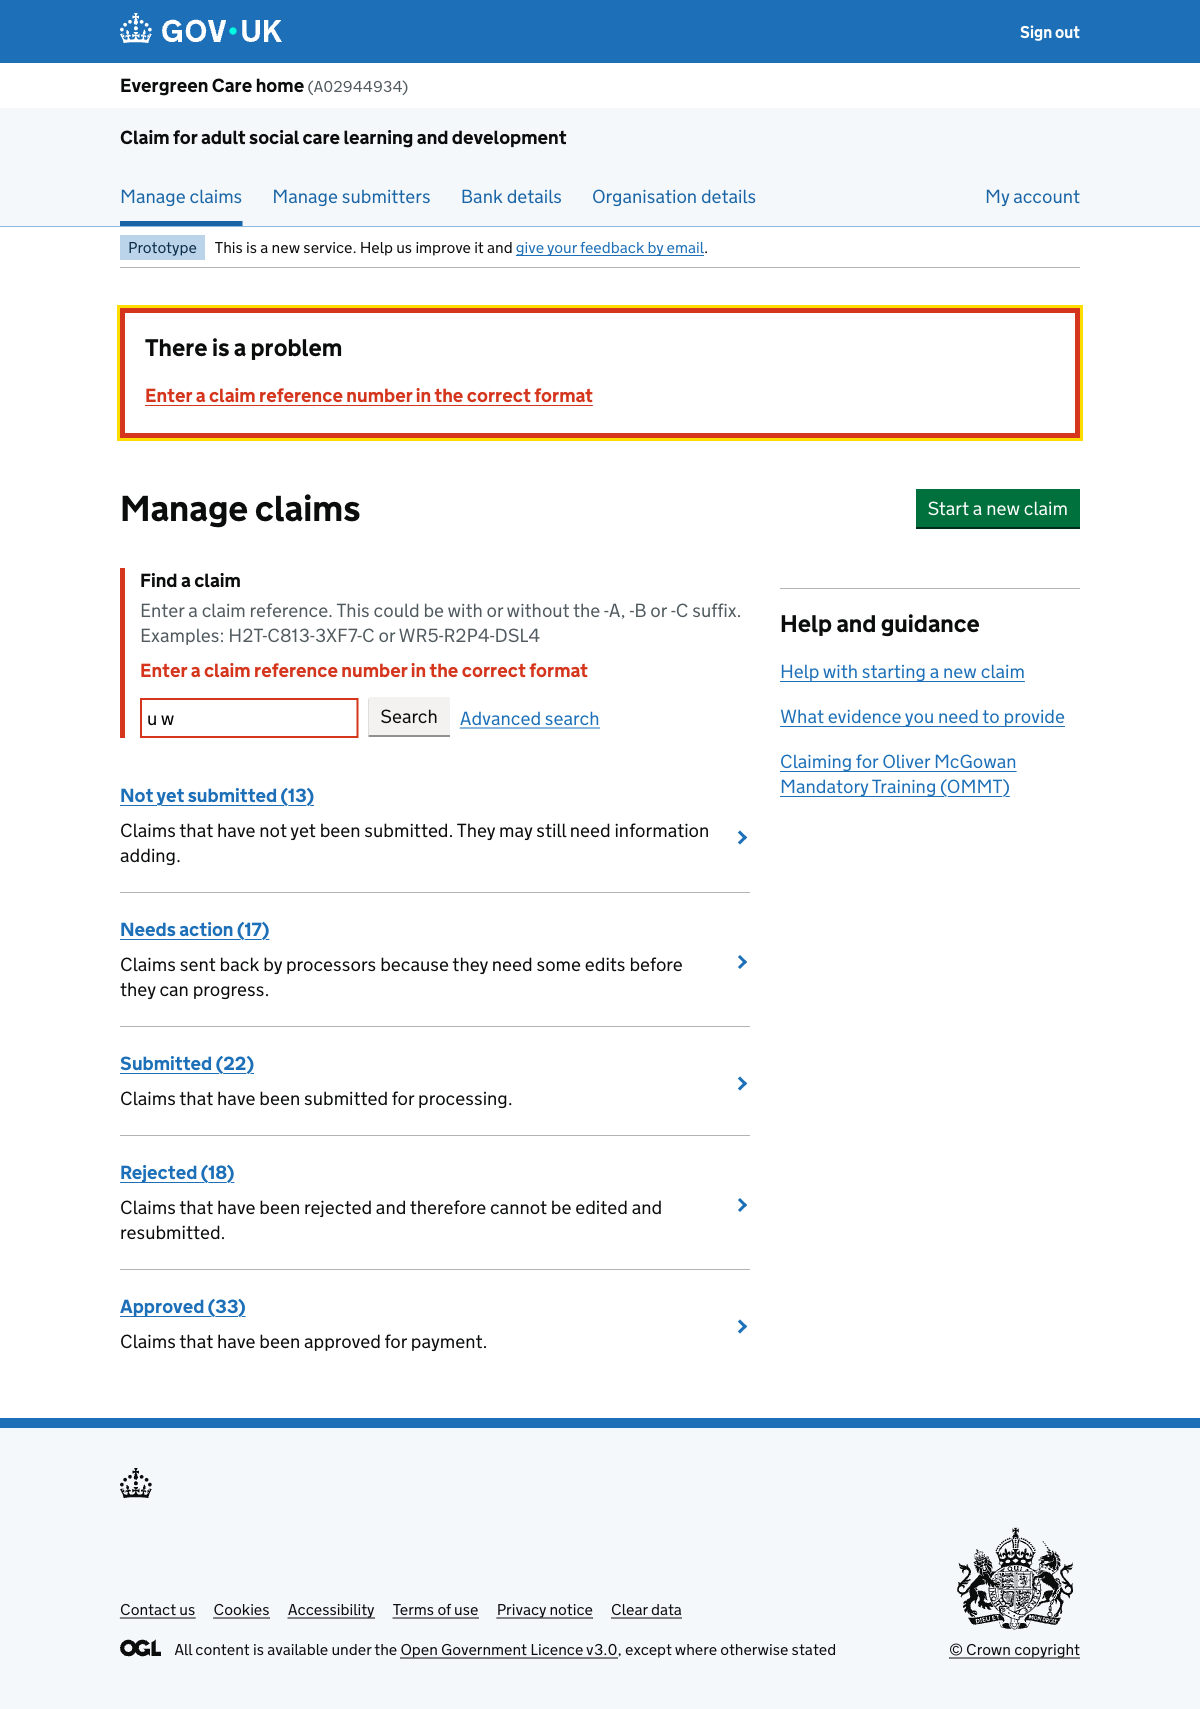 GOV·UK
Sign out
Evergreen Care home (A02944934)
Claim for adult social care learning and development
Manage claims Manage submitters Bank details Organisation details My account
Prototype This is a new service. Help us improve it and give your feedback by email.
There is a problem
Enter a claim reference number in the correct format
Manage claims
Start a new claim
Find a claim
Enter a claim reference. This could be with or without the -A, -B or -C suffix.
Examples: H2T-C813-3XF7-C or WR5-R2P4-DSL4
Enter a claim reference number in the correct format
u w
Search
Advanced search
Not yet submitted (13)
Claims that have not yet been submitted. They may still need information
adding.
Needs action (17)
Claims sent back by processors because they need some edits before
they can progress.
Submitted (22)
Claims that have been submitted for processing.
Rejected (18)
Claims that have been rejected and therefore cannot be edited and
resubmitted.
Approved (33)
Claims that have been approved for payment.
Help and guidance
Help with starting a new claim
What evidence you need to provide
Claiming for Oliver McGowan
Mandatory Training (OMMT)
Contact us Cookies Accessibility Terms of use Privacy notice Clear data
OGL All content is available under the Open Government Licence v3.0, except where otherwise stated
© Crown copyright